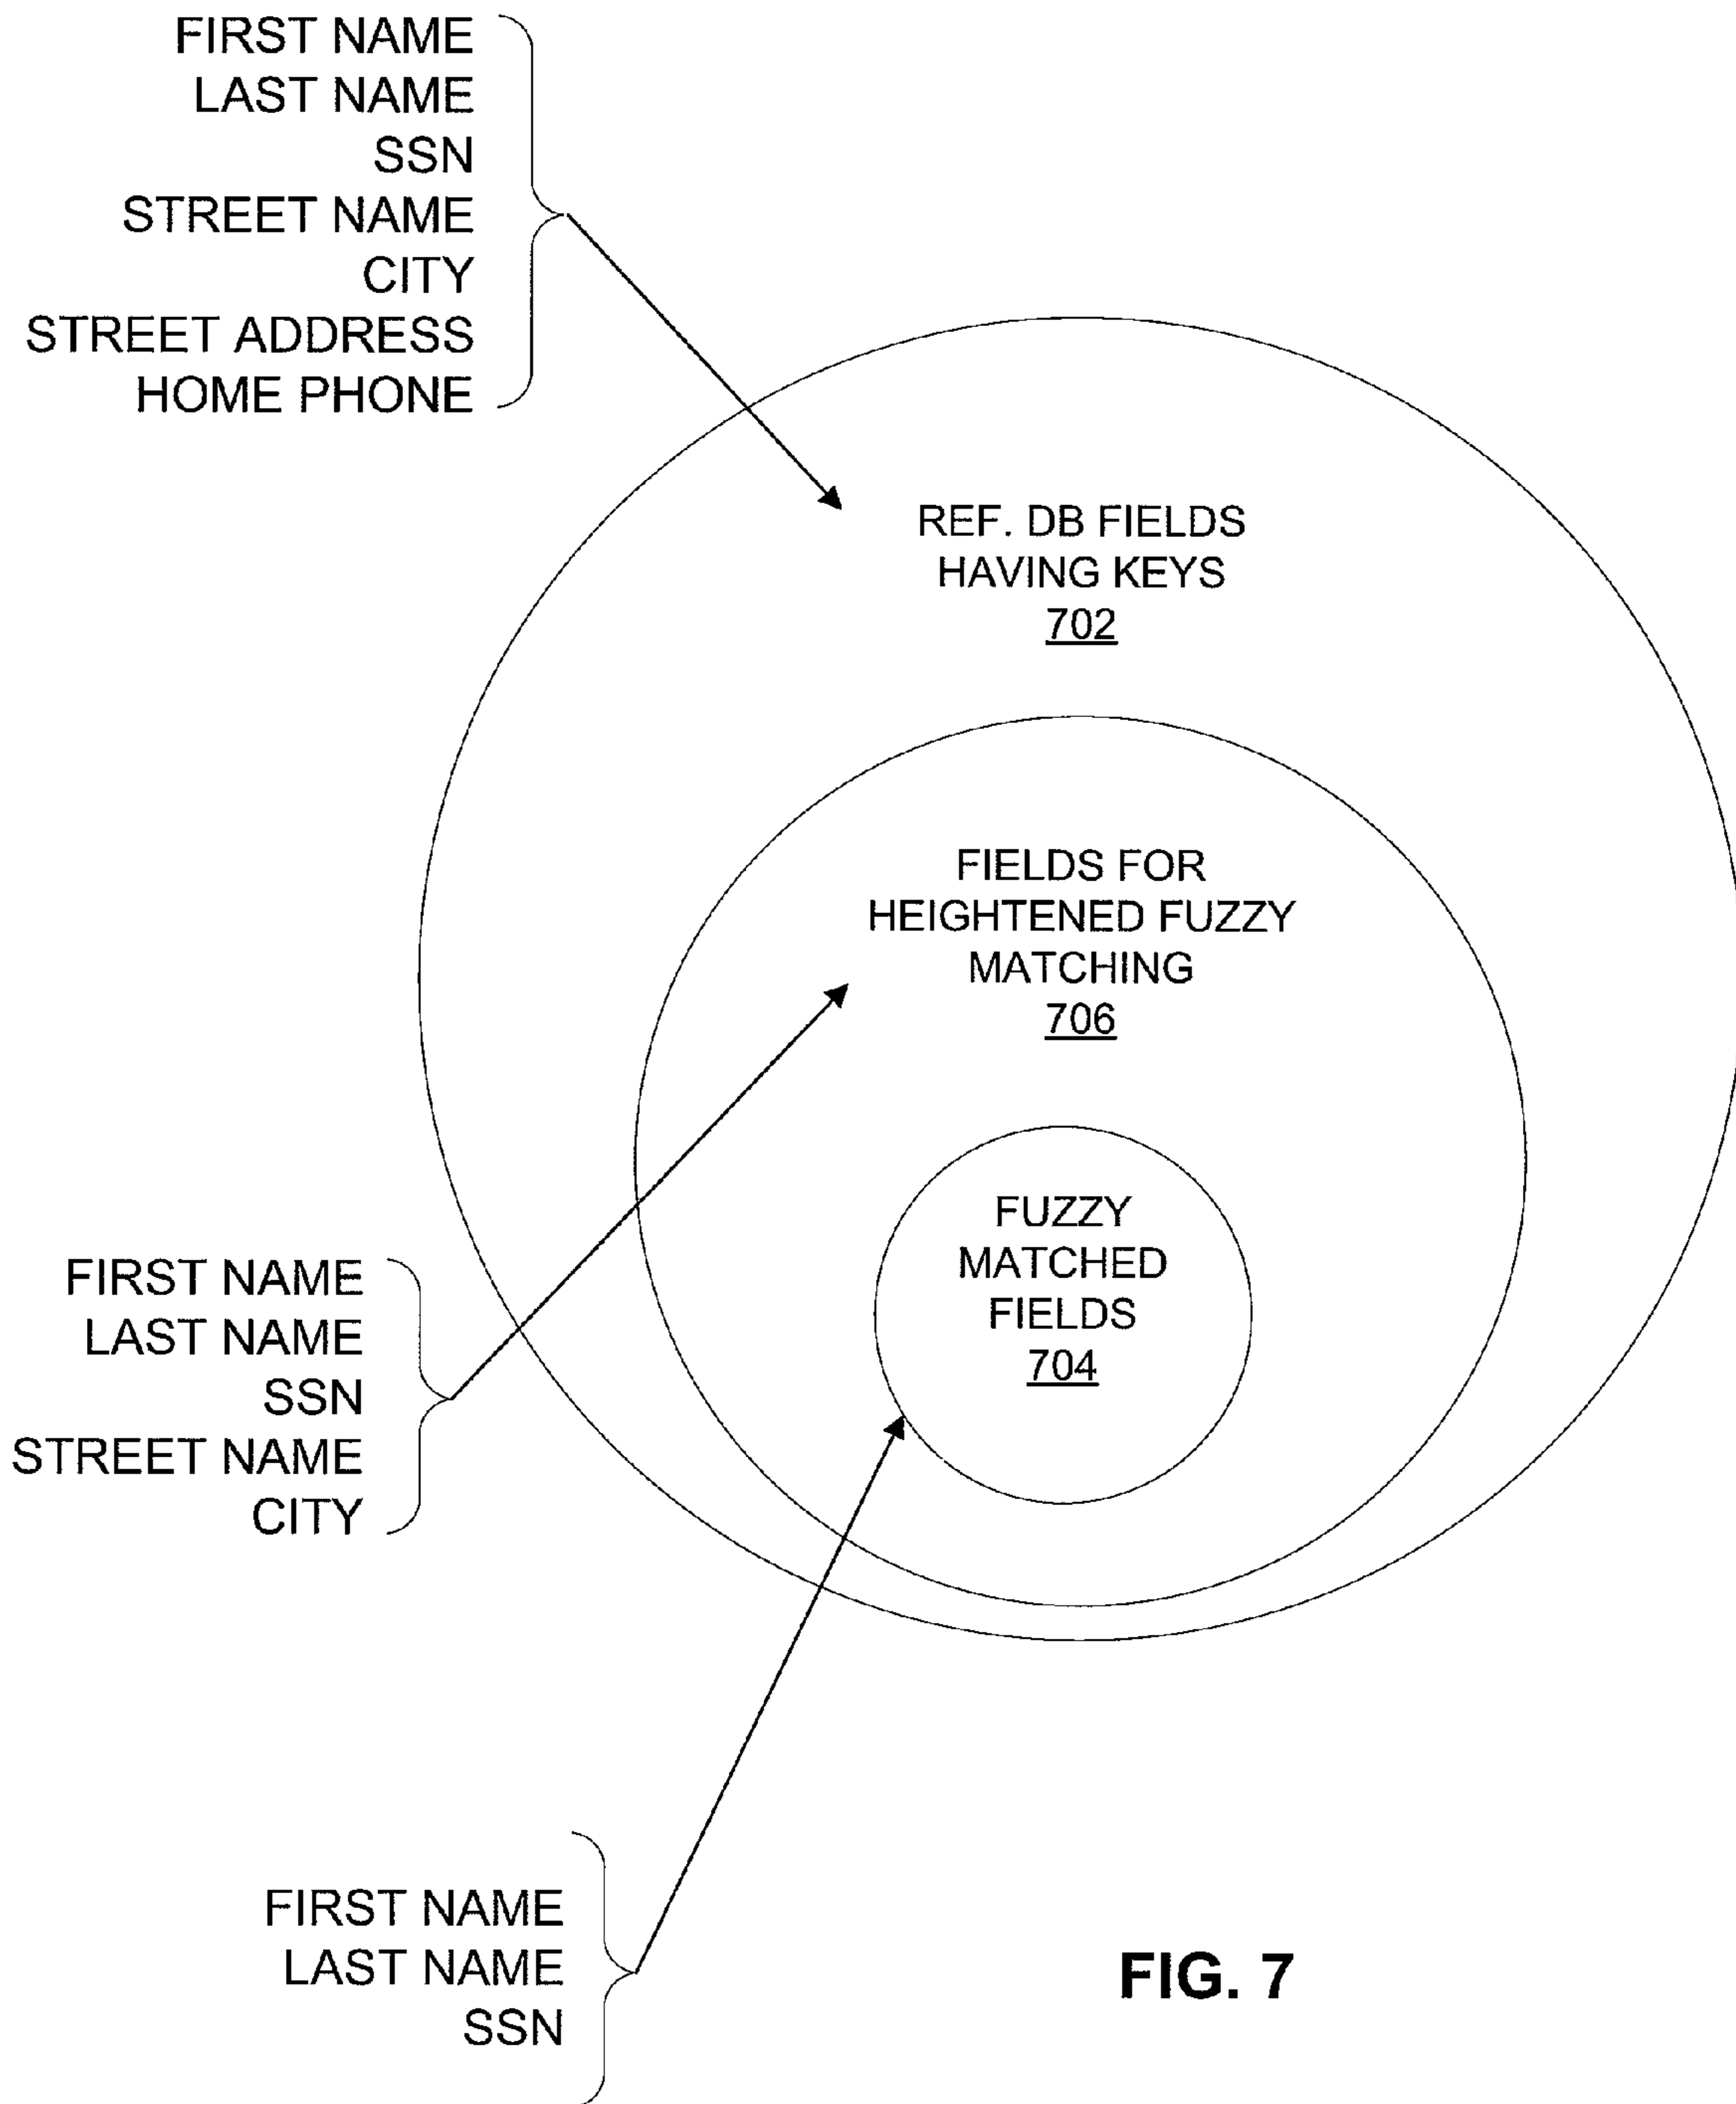 FIRST NAME
LAST NAME
SSN
STREET NAME
CITY
STREET ADDRESS
HOME PHONE
REF. DB FIELDS
HAVING KEYS
702
FIELDS FOR
HEIGHTENED FUZZY
MATCHING
706
FUZZY
MATCHED
FIELDS
704
FIRST NAME
LAST NAME
SSN
STREET NAME
CITY
FIRST NAME
LAST NAME
SSN
FIG. 7